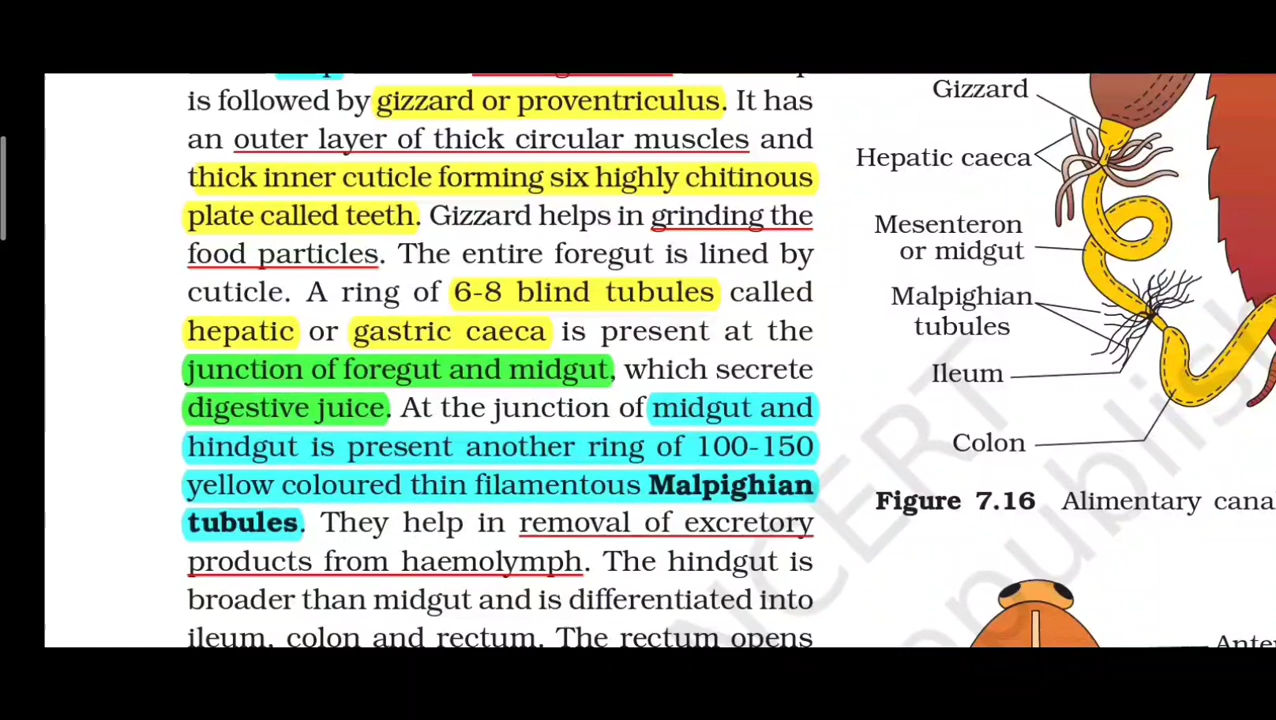 is followed by gizzard or proventriculus. It has
an outer layer of thick circular muscles and
thick inner cuticle forming six highly chitinous
plate called teeth. Gizzard helps in grinding the
food particles. The entire foregut is lined by
cuticle. A ring of 6-8 blind tubules called
hepatic or gastric caeca is present at the
junction of foregut and midgut, which secrete
digestive juice. At the junction of midgut and
hindgut is present another ring of 100-150
yellow coloured thin filamentous Malpighian
tubules. They help in removal of excretory
products from haemolymph. The hindgut is
broader than midgut and is differentiated into
ileum, colon and rectum. The rectum opens
Gizzard
Hepatic caeca
Mesenteron
or midgut
Malpighian
tubules
Ileum
Colon
Figure 7.16 Alimentary cana
Ante
NCERT
republis